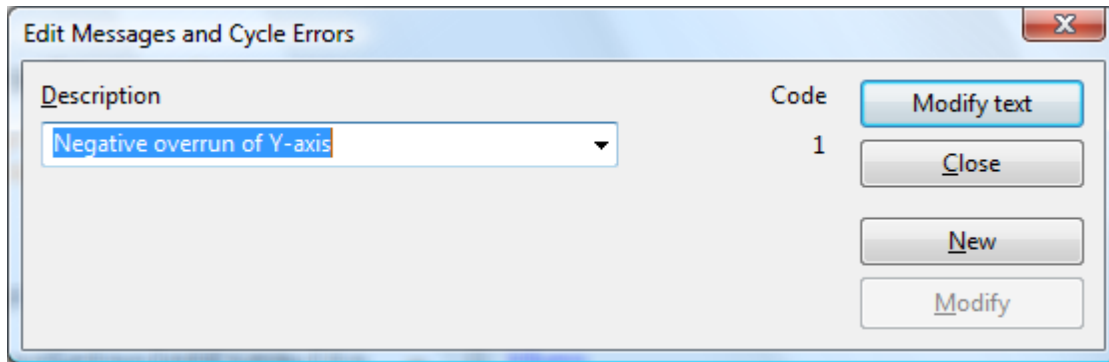 Edit Messages and Cycle Errors
Description
Code
Modify text
Negative overrun of Y-axis
1
Close
New
Modify